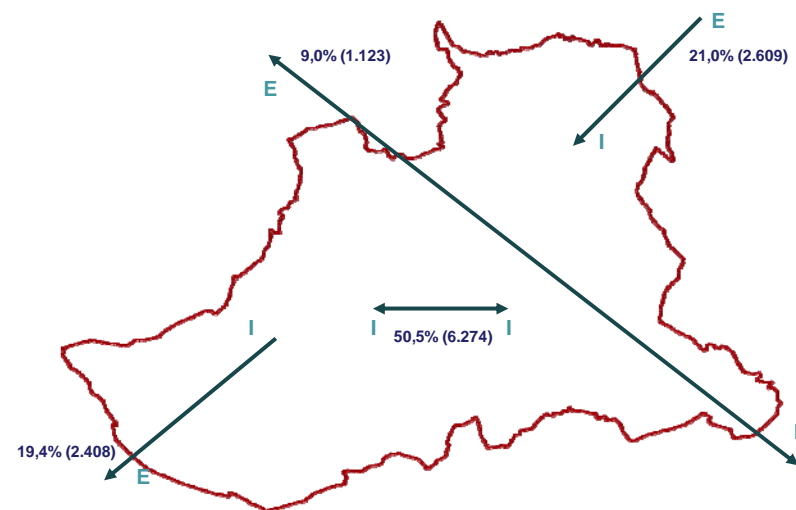 E
9,0% (1.123)
21,0% (2.609)
E
I
I
I
50,5% (6.274)
I
19,4% (2.408)
E